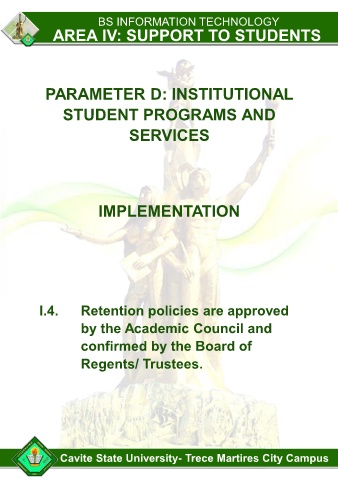 BS INFORMATION TECHNOLOGY
AREA IV: SUPPORT TO STUDENTS
PARAMETER D: INSTITUTIONAL
STUDENT PROGRAMS AND
SERVICES
IMPLEMENTATION
I.4. Retention policies are approved
by the Academic Council and
confirmed by the Board of
Regents/ Trustees.
Cavite State University- Trece Martires City Campus